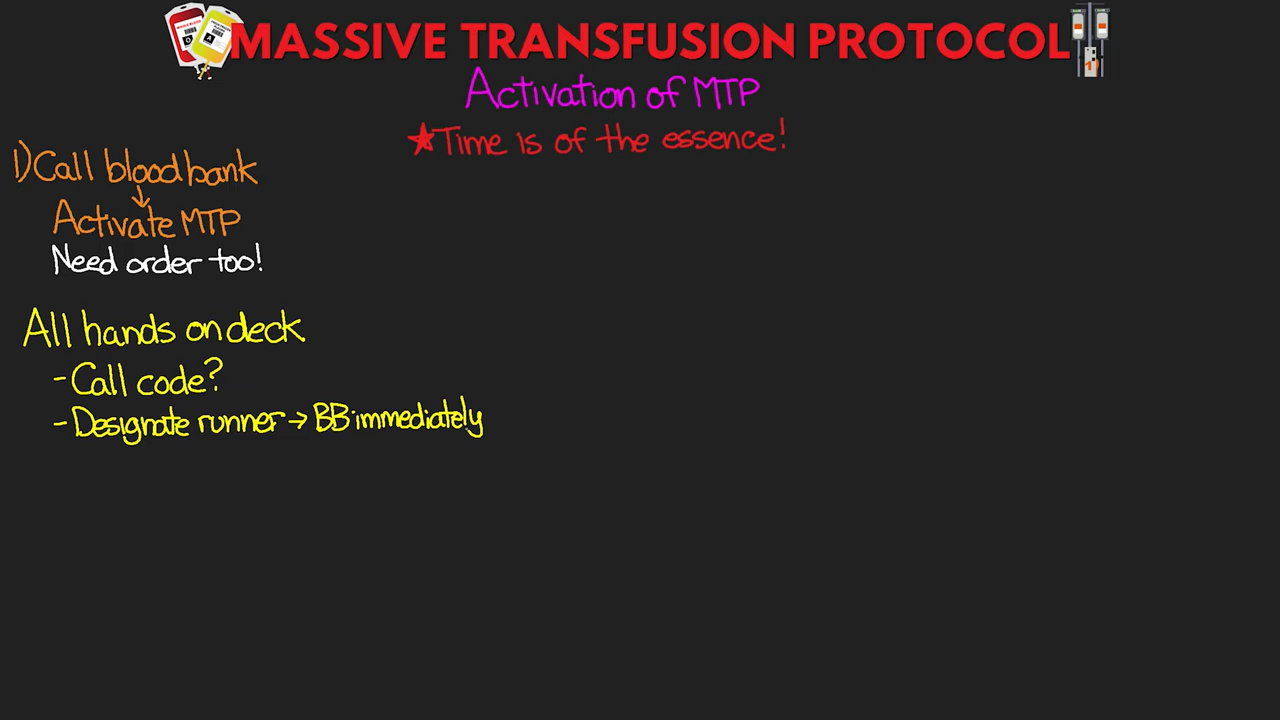 MASSIVE TRANSFUSION PROTOCOL
Activation of MTP
★Time is of the essence!
1) Call blood bank
↓
Activate MTP
Need order too!
All hands on deck
- Call code?
- Designate runner → BB immediately